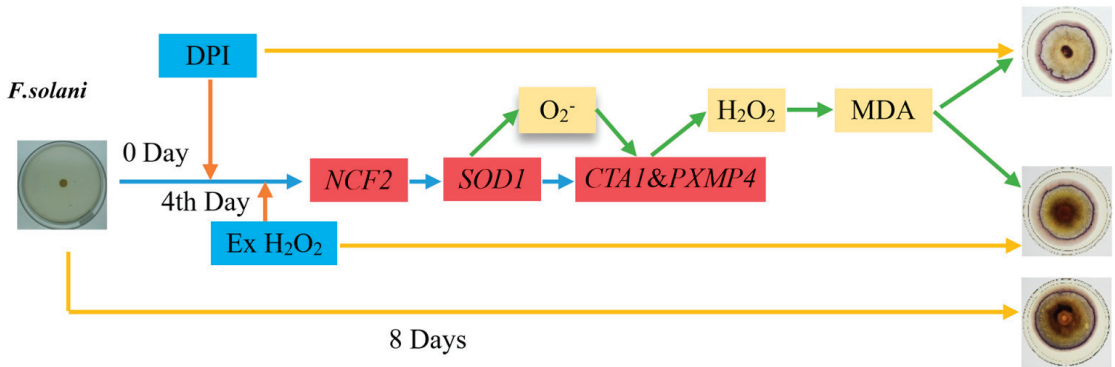 DPI
F.solani
O₂⁻
H₂O₂
MDA
0 Day
NCF2
SOD1
CTA1&PXMP4
4th Day
Ex H₂O₂
8 Days